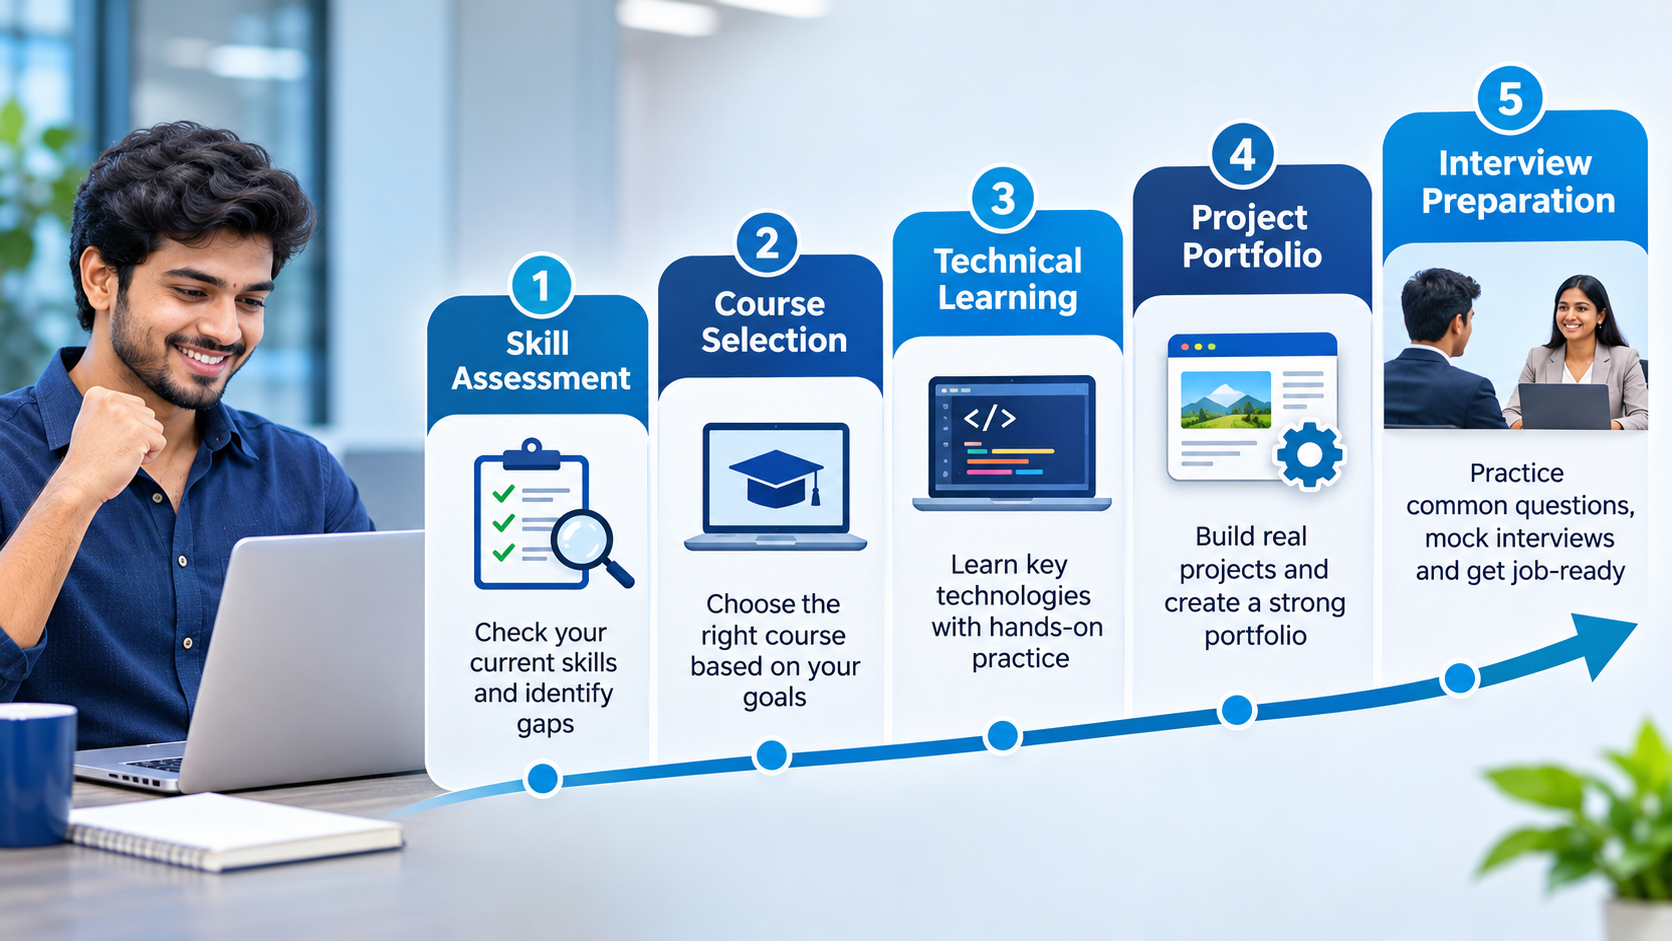 1
Skill
Assessment
Check your
current skills
and identify
gaps
2
Course
Selection
Choose the
right course
based on your
goals
3
Technical
Learning
</>
Learn key
technologies
with hands-on
practice
4
Project
Portfolio
Build real
projects and
create a strong
portfolio
5
Interview
Preparation
Practice
common questions,
mock interviews
and get job-ready